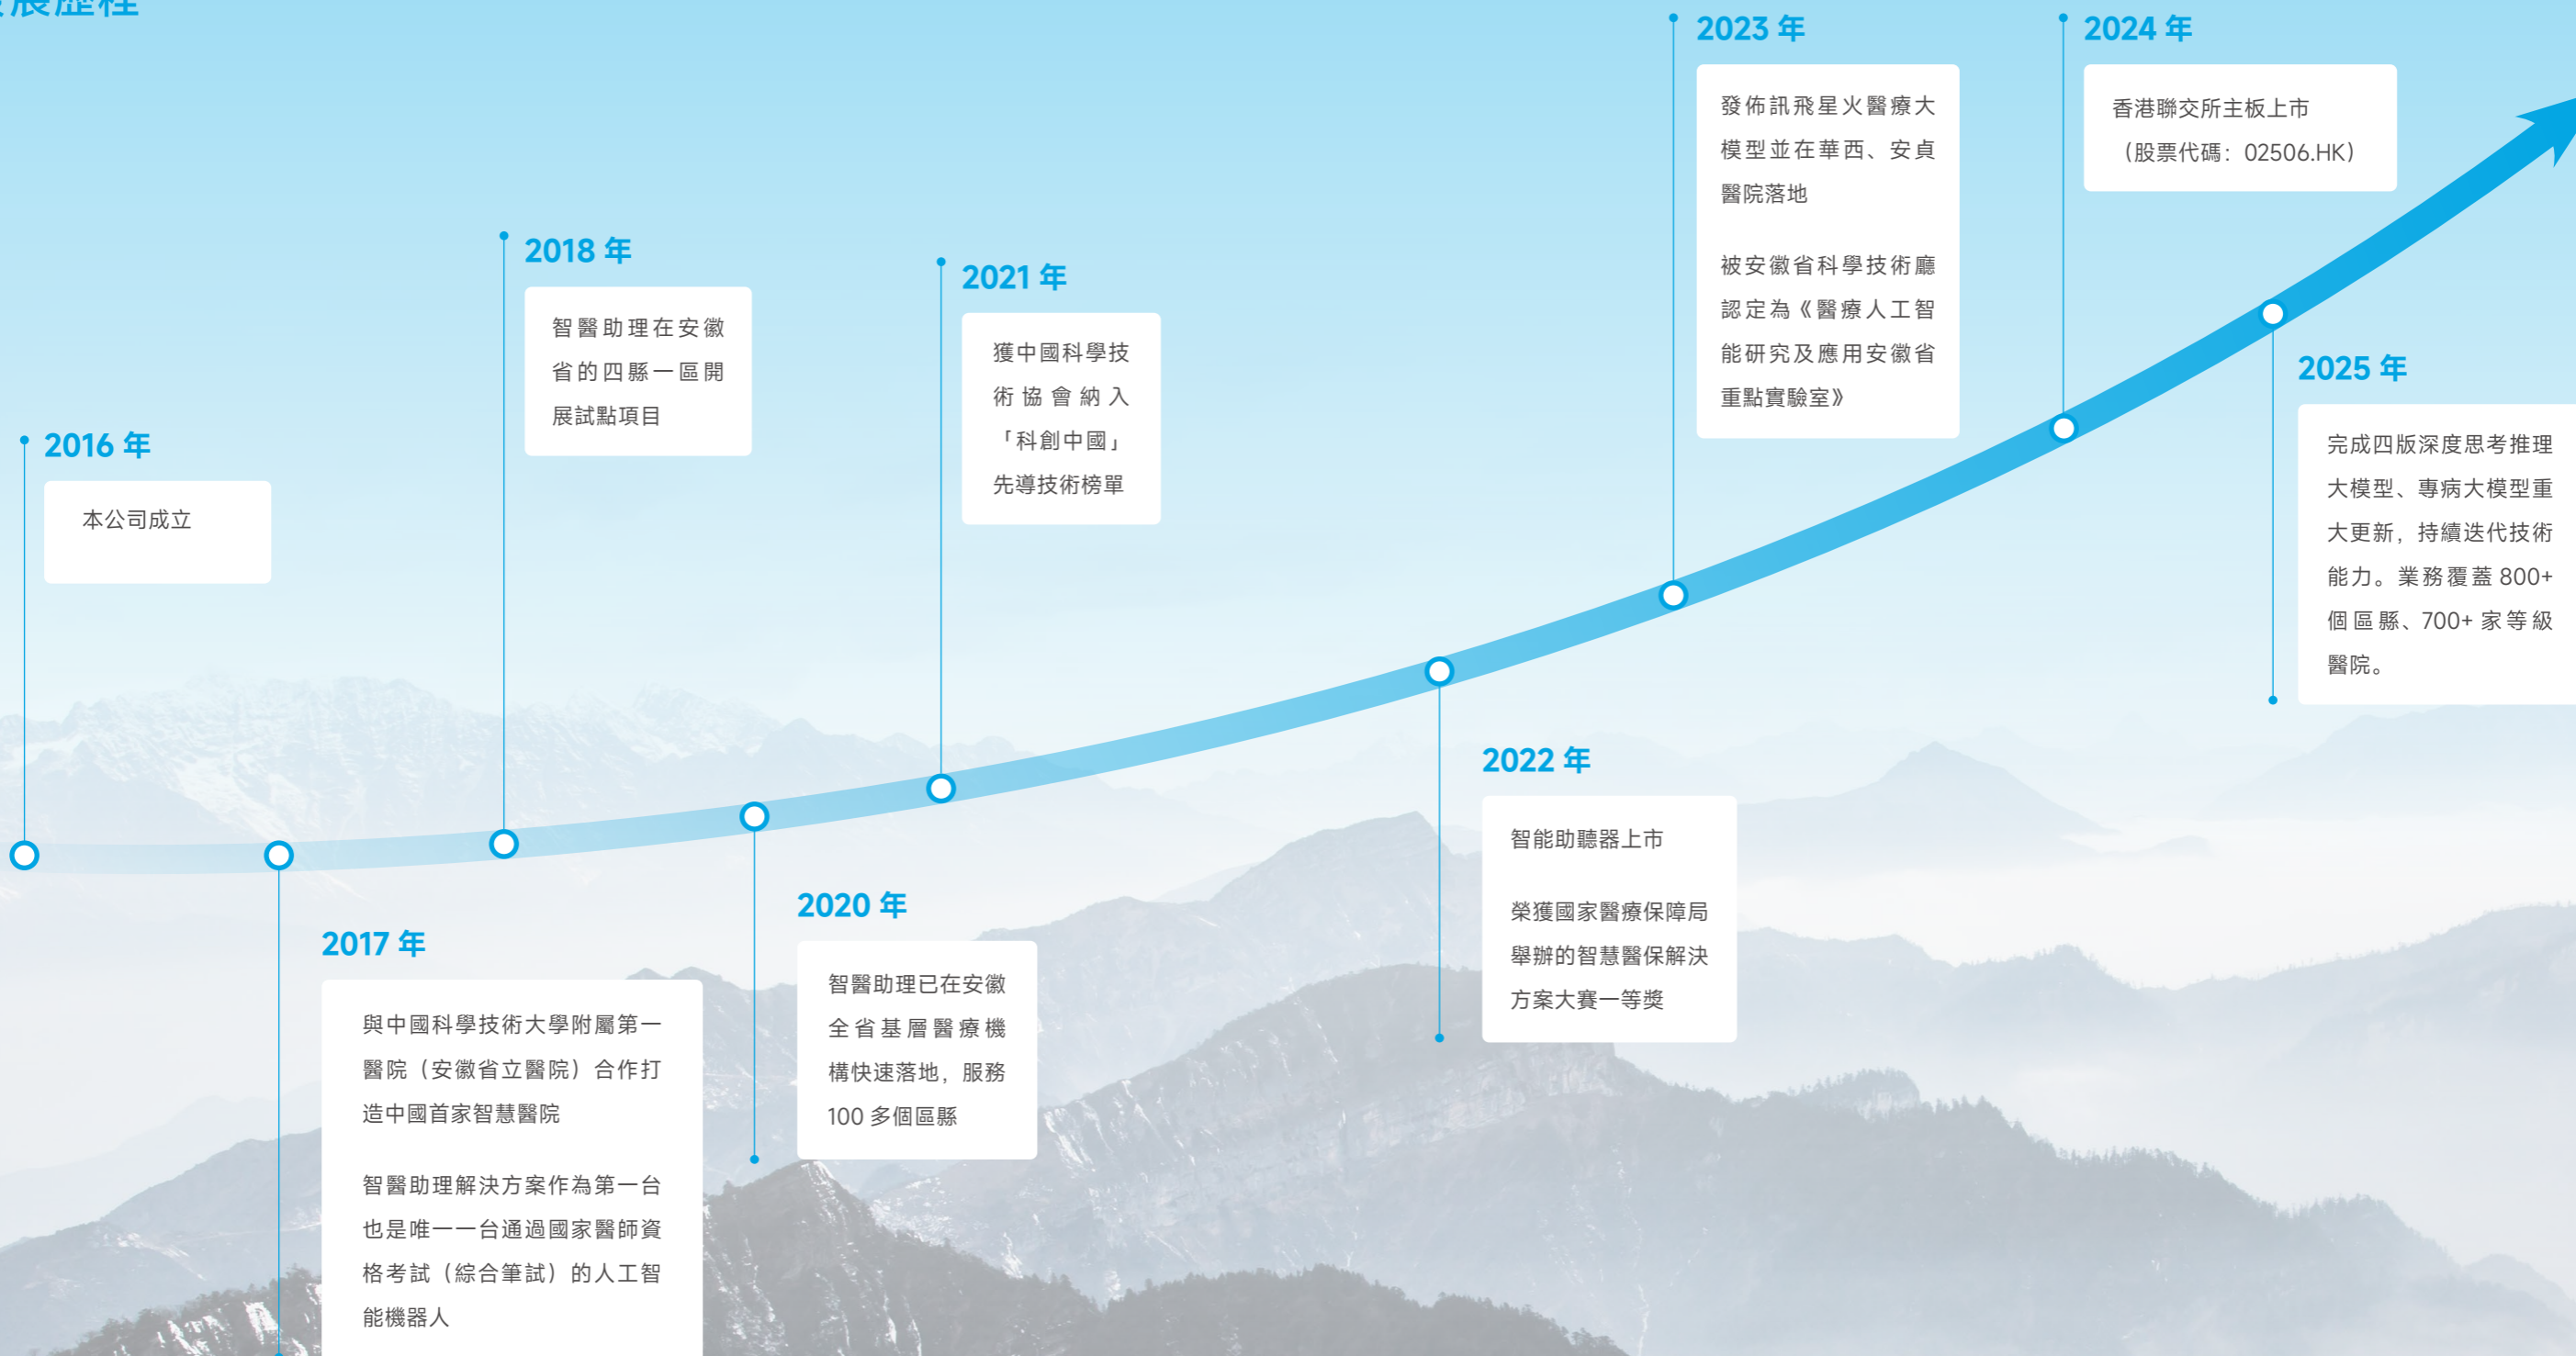 發展歷程
2016 年
本公司成立
2017 年
與中國科學技術大學附屬第一
醫院（安徽省立醫院）合作打
造中國首家智慧醫院
智醫助理解決方案作為第一台
也是唯一一台通過國家醫師資
格考試（綜合筆試）的人工智
能機器人
2018 年
智醫助理在安徽
省的四縣一區開
展試點項目
2020 年
智醫助理已在安徽
全省基層醫療機
構快速落地，服務
100 多個區縣
2021 年
獲中國科學技
術協會納入
「科創中國」
先導技術榜單
2022 年
智能助聽器上市
榮獲國家醫療保障局
舉辦的智慧醫保解決
方案大賽一等獎
2023 年
發佈訊飛星火醫療大
模型並在華西、安貞
醫院落地
被安徽省科學技術廳
認定為《醫療人工智
能研究及應用安徽省
重點實驗室》
2024 年
香港聯交所主板上市
（股票代碼：02506.HK）
2025 年
完成四版深度思考推理
大模型、專病大模型重
大更新，持續迭代技術
能力。業務覆蓋 800+
個區縣、700+ 家等級
醫院。